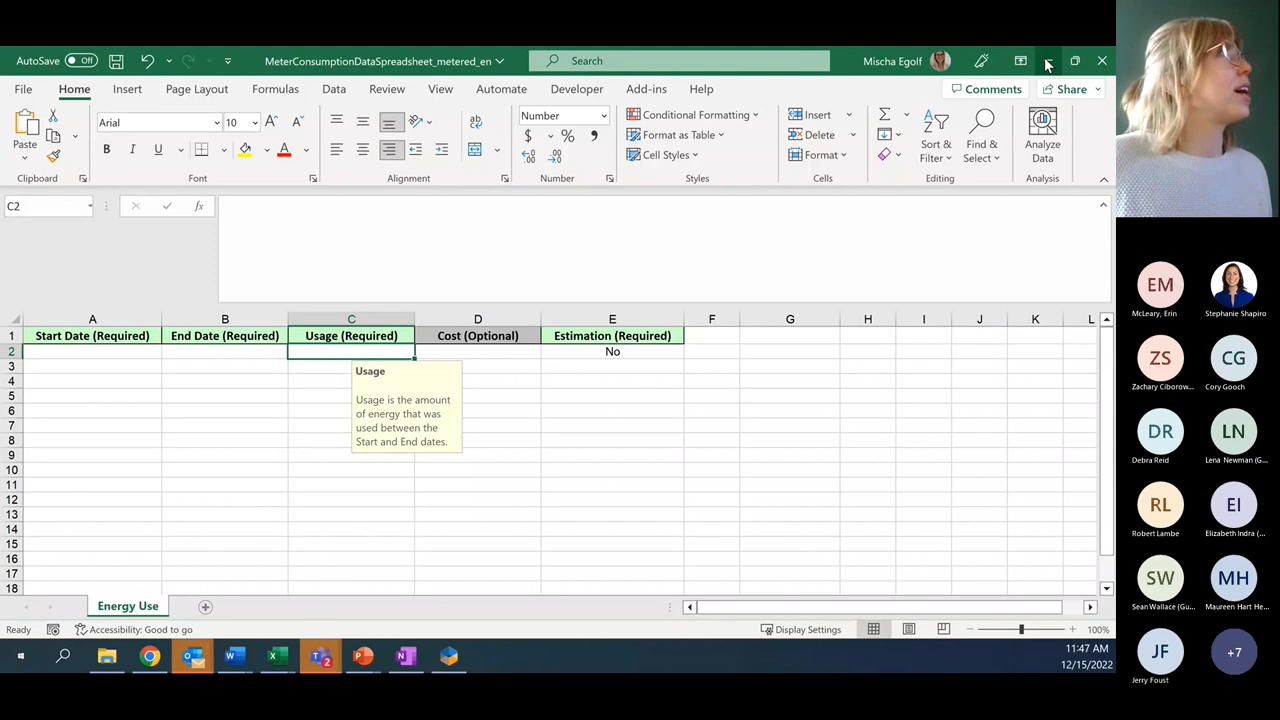 AutoSave Off MeterConsumptionDataSpreadsheet_metered_en Search Mischa Egolf
File Home Insert Page Layout Formulas Data Review View Automate Developer Add-ins Help Comments Share
Paste Arial 10 Number Conditional Formatting Insert Sort & Filter Find & Select Analyze Data
B I U $ % , Format as Table Delete
Cell Styles Format
Clipboard Font Alignment Number Styles Cells Editing Analysis
C2 fx
A B C D E F G H I J K L
1 Start Date (Required) End Date (Required) Usage (Required) Cost (Optional) Estimation (Required)
2 No
3
4
5
6
7
8
9
10
11
12
13
14
15
16
17
18
Usage
Usage is the amount
of energy that was
used between the
Start and End dates.
Energy Use
Ready Accessibility: Good to go Display Settings 100%
11:47 AM
12/15/2022
EM
McLeary, Erin Stephanie Shapiro
ZS CG
Zachary Ciborow... Cory Gooch
DR LN
Debra Reid Lena Newman (G...
RL EI
Robert Lambe Elizabeth Indra (...
SW MH
Sean Wallace (Gu... Maureen Hart He...
JF +7
Jerry Foust